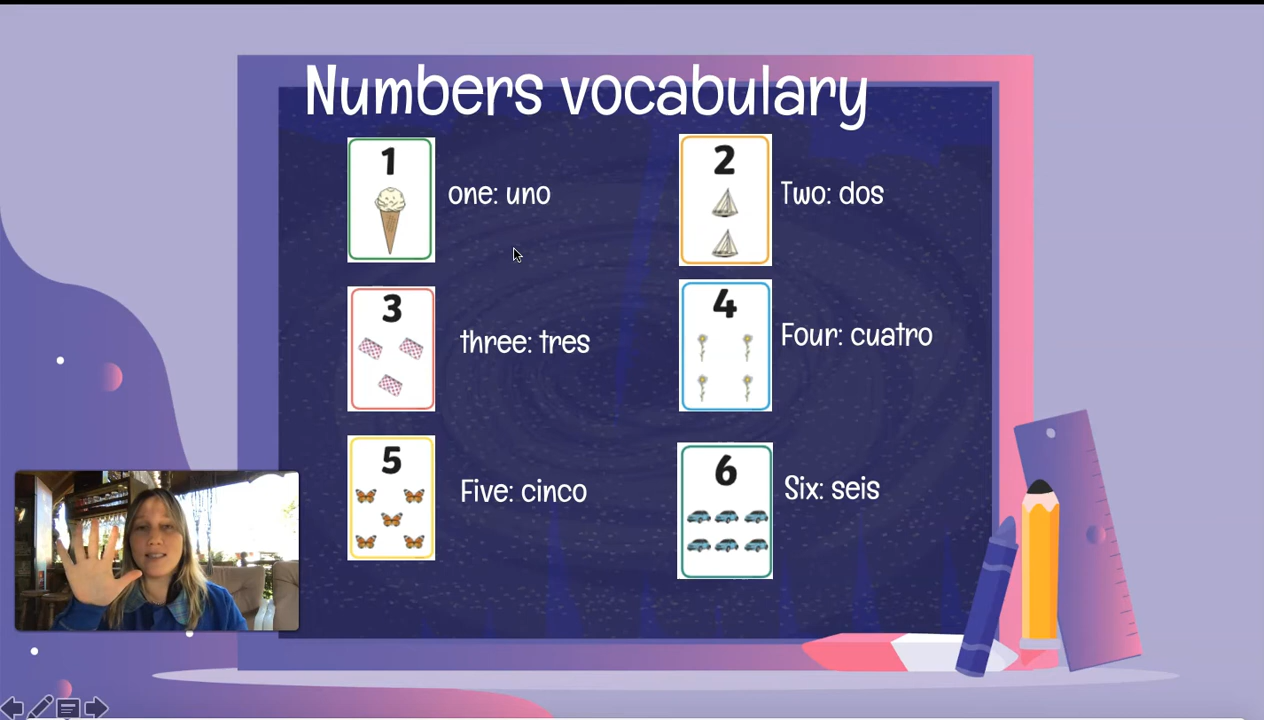 Numbers vocabulary
1
one: uno
2
Two: dos
3
three: tres
4
Four: cuatro
5
Five: cinco
6
Six: seis